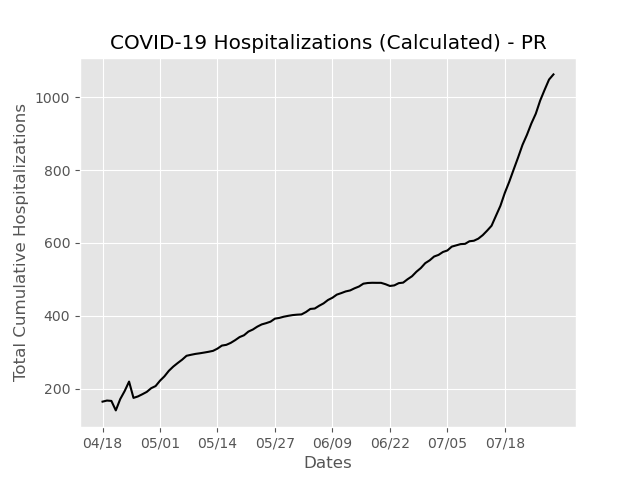 COVID-19 Hospitalizations (Calculated) - PR
Total Cumulative Hospitalizations
1000
800
600
400
200
04/18 05/01 05/14 05/27 06/09 06/22 07/05 07/18
Dates